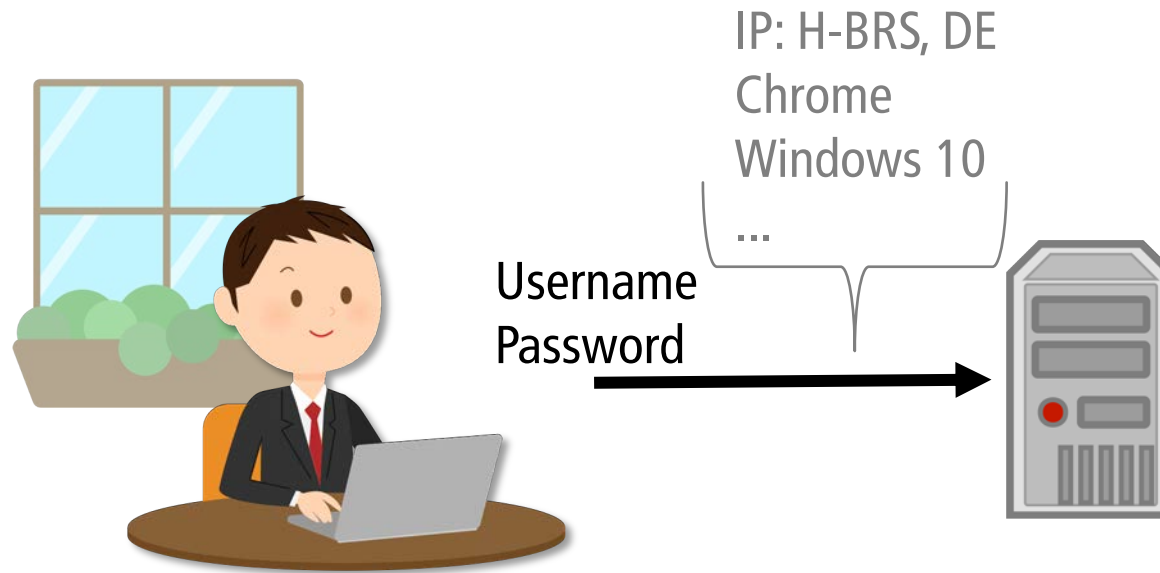 IP: H-BRS, DE
Chrome
Windows 10
...
Username
Password